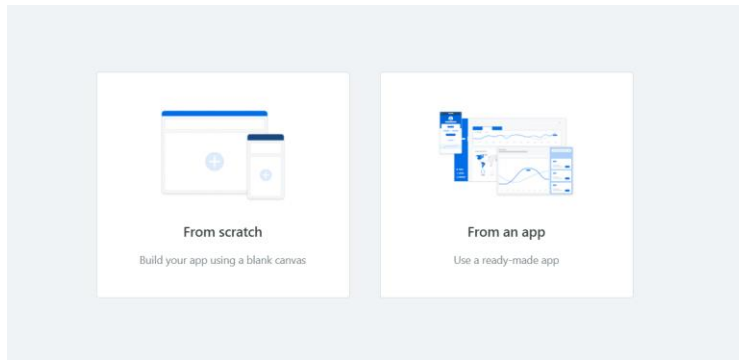 From scratch
Build your app using a blank canvas
From an app
Use a ready-made app